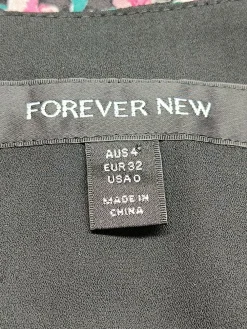 FOREVER NEW
AUS 4
EUR 32
USA 0
MADE IN
CHINA